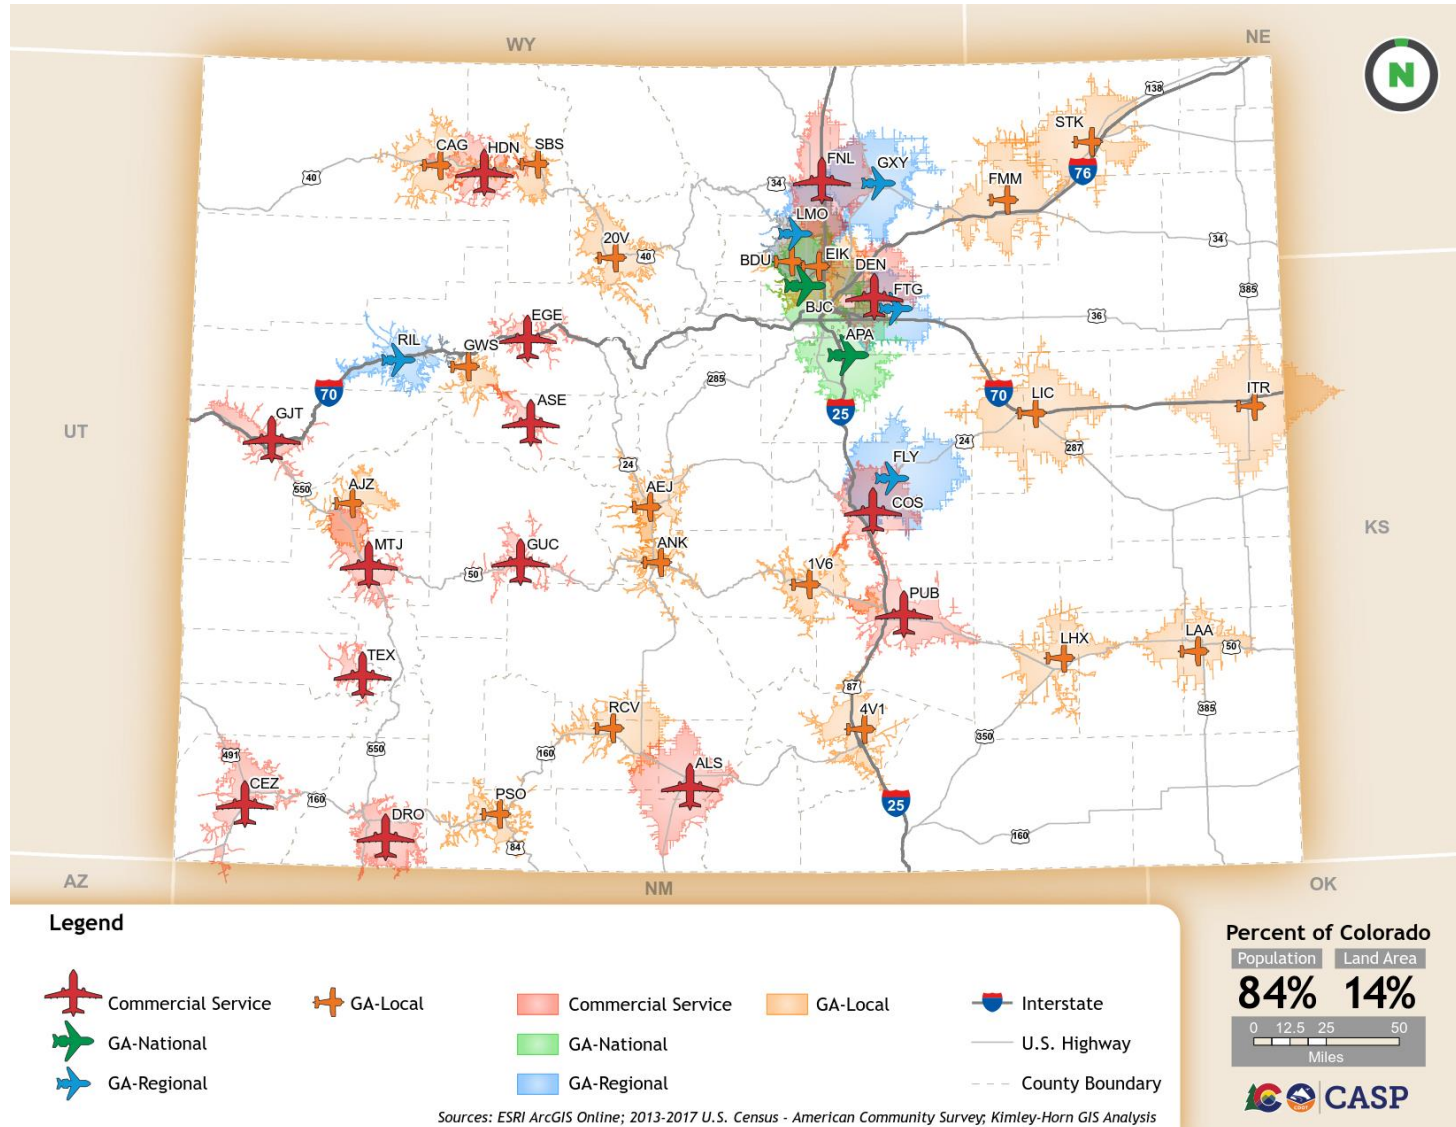 WY
NE
N
138
STK
CAG
HDN
SBS
FNL
GXY
76
40
34
FMM
LMO
20V
40
BDU
EIK
DEN
34
FTG
385
BJC
36
EGE
RIL
GWS
APA
285
70
ASE
GJT
25
70
LIC
ITR
UT
24
287
FLY
24
550
AJZ
AEJ
COS
KS
MTJ
GUC
ANK
1V6
50
PUB
LHX
LAA
50
TEX
87
RCV
4V1
385
350
491
550
160
ALS
CEZ
160
PSO
25
DRO
84
160
AZ
NM
OK
Legend
Commercial Service
GA-Local
Commercial Service
GA-Local
Interstate
GA-National
GA-National
U.S. Highway
GA-Regional
GA-Regional
County Boundary
Sources: ESRI ArcGIS Online; 2013-2017 U.S. Census - American Community Survey; Kimley-Horn GIS Analysis
Percent of Colorado
Population Land Area
84% 14%
0 12.5 25 50
Miles
CASP